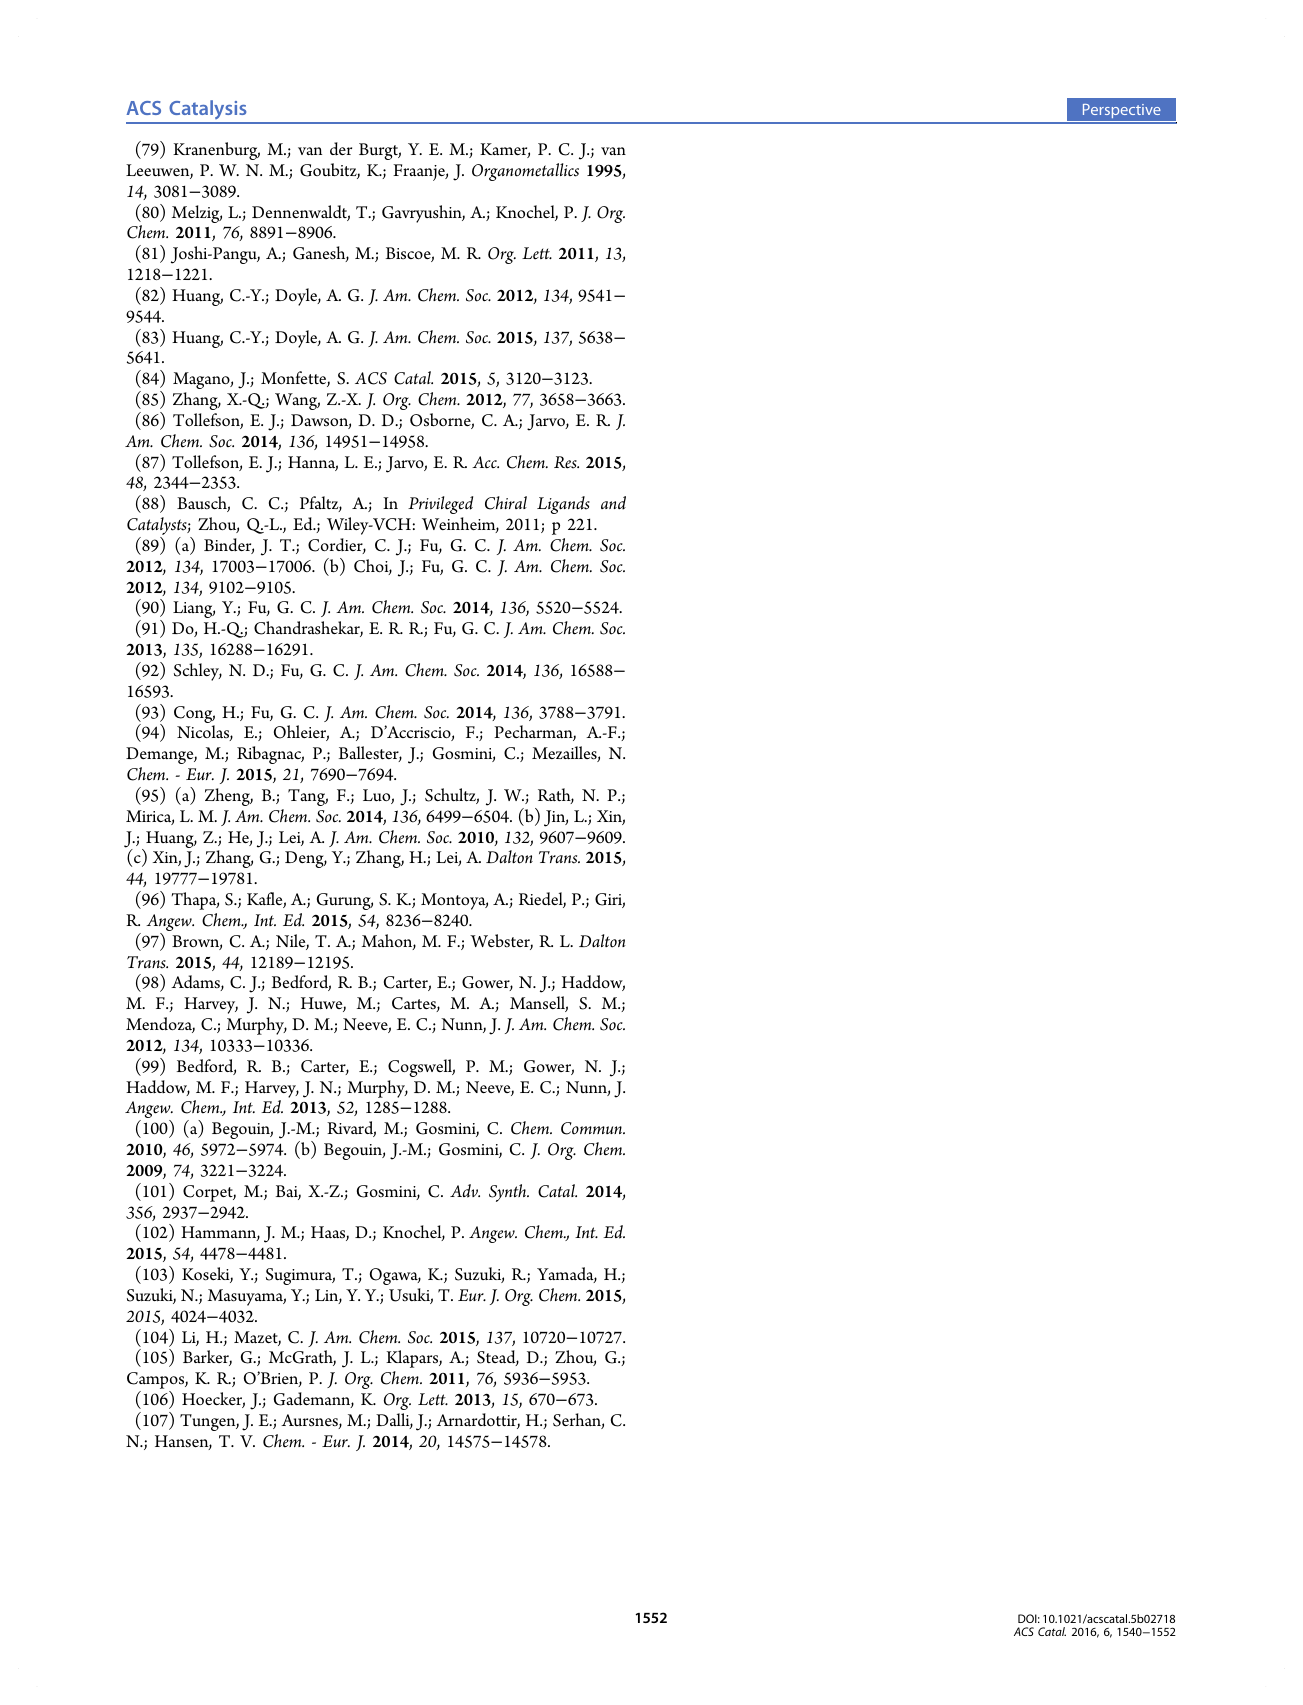 ACS Catalysis
Perspective
(79) Kranenburg, M.; van der Burgt, Y. E. M.; Kamer, P. C. J.; van
Leeuwen, P. W. N. M.; Goubitz, K.; Fraanje, J. Organometallics 1995,
14, 3081−3089.
(80) Melzig, L.; Dennenwaldt, T.; Gavryushin, A.; Knochel, P. J. Org.
Chem. 2011, 76, 8891−8906.
(81) Joshi-Pangu, A.; Ganesh, M.; Biscoe, M. R. Org. Lett. 2011, 13,
1218−1221.
(82) Huang, C.-Y.; Doyle, A. G. J. Am. Chem. Soc. 2012, 134, 9541−
9544.
(83) Huang, C.-Y.; Doyle, A. G. J. Am. Chem. Soc. 2015, 137, 5638−
5641.
(84) Magano, J.; Monfette, S. ACS Catal. 2015, 5, 3120−3123.
(85) Zhang, X.-Q.; Wang, Z.-X. J. Org. Chem. 2012, 77, 3658−3663.
(86) Tollefson, E. J.; Dawson, D. D.; Osborne, C. A.; Jarvo, E. R. J.
Am. Chem. Soc. 2014, 136, 14951−14958.
(87) Tollefson, E. J.; Hanna, L. E.; Jarvo, E. R. Acc. Chem. Res. 2015,
48, 2344−2353.
(88) Bausch, C. C.; Pfaltz, A.; In Privileged Chiral Ligands and
Catalysts; Zhou, Q.-L., Ed.; Wiley-VCH: Weinheim, 2011; p 221.
(89) (a) Binder, J. T.; Cordier, C. J.; Fu, G. C. J. Am. Chem. Soc.
2012, 134, 17003−17006. (b) Choi, J.; Fu, G. C. J. Am. Chem. Soc.
2012, 134, 9102−9105.
(90) Liang, Y.; Fu, G. C. J. Am. Chem. Soc. 2014, 136, 5520−5524.
(91) Do, H.-Q.; Chandrashekar, E. R. R.; Fu, G. C. J. Am. Chem. Soc.
2013, 135, 16288−16291.
(92) Schley, N. D.; Fu, G. C. J. Am. Chem. Soc. 2014, 136, 16588−
16593.
(93) Cong, H.; Fu, G. C. J. Am. Chem. Soc. 2014, 136, 3788−3791.
(94) Nicolas, E.; Ohleier, A.; D’Accriscio, F.; Pecharman, A.-F.;
Demange, M.; Ribagnac, P.; Ballester, J.; Gosmini, C.; Mezailles, N.
Chem. - Eur. J. 2015, 21, 7690−7694.
(95) (a) Zheng, B.; Tang, F.; Luo, J.; Schultz, J. W.; Rath, N. P.;
Mirica, L. M. J. Am. Chem. Soc. 2014, 136, 6499−6504. (b) Jin, L.; Xin,
J.; Huang, Z.; He, J.; Lei, A. J. Am. Chem. Soc. 2010, 132, 9607−9609.
(c) Xin, J.; Zhang, G.; Deng, Y.; Zhang, H.; Lei, A. Dalton Trans. 2015,
44, 19777−19781.
(96) Thapa, S.; Kafle, A.; Gurung, S. K.; Montoya, A.; Riedel, P.; Giri,
R. Angew. Chem., Int. Ed. 2015, 54, 8236−8240.
(97) Brown, C. A.; Nile, T. A.; Mahon, M. F.; Webster, R. L. Dalton
Trans. 2015, 44, 12189−12195.
(98) Adams, C. J.; Bedford, R. B.; Carter, E.; Gower, N. J.; Haddow,
M. F.; Harvey, J. N.; Huwe, M.; Cartes, M. A.; Mansell, S. M.;
Mendoza, C.; Murphy, D. M.; Neeve, E. C.; Nunn, J. J. Am. Chem. Soc.
2012, 134, 10333−10336.
(99) Bedford, R. B.; Carter, E.; Cogswell, P. M.; Gower, N. J.;
Haddow, M. F.; Harvey, J. N.; Murphy, D. M.; Neeve, E. C.; Nunn, J.
Angew. Chem., Int. Ed. 2013, 52, 1285−1288.
(100) (a) Begouin, J.-M.; Rivard, M.; Gosmini, C. Chem. Commun.
2010, 46, 5972−5974. (b) Begouin, J.-M.; Gosmini, C. J. Org. Chem.
2009, 74, 3221−3224.
(101) Corpet, M.; Bai, X.-Z.; Gosmini, C. Adv. Synth. Catal. 2014,
356, 2937−2942.
(102) Hammann, J. M.; Haas, D.; Knochel, P. Angew. Chem., Int. Ed.
2015, 54, 4478−4481.
(103) Koseki, Y.; Sugimura, T.; Ogawa, K.; Suzuki, R.; Yamada, H.;
Suzuki, N.; Masuyama, Y.; Lin, Y. Y.; Usuki, T. Eur. J. Org. Chem. 2015,
2015, 4024−4032.
(104) Li, H.; Mazet, C. J. Am. Chem. Soc. 2015, 137, 10720−10727.
(105) Barker, G.; McGrath, J. L.; Klapars, A.; Stead, D.; Zhou, G.;
Campos, K. R.; O’Brien, P. J. Org. Chem. 2011, 76, 5936−5953.
(106) Hoecker, J.; Gademann, K. Org. Lett. 2013, 15, 670−673.
(107) Tungen, J. E.; Aursnes, M.; Dalli, J.; Arnardottir, H.; Serhan, C.
N.; Hansen, T. V. Chem. - Eur. J. 2014, 20, 14575−14578.
1552
DOI: 10.1021/acscatal.5b02718
ACS Catal. 2016, 6, 1540−1552